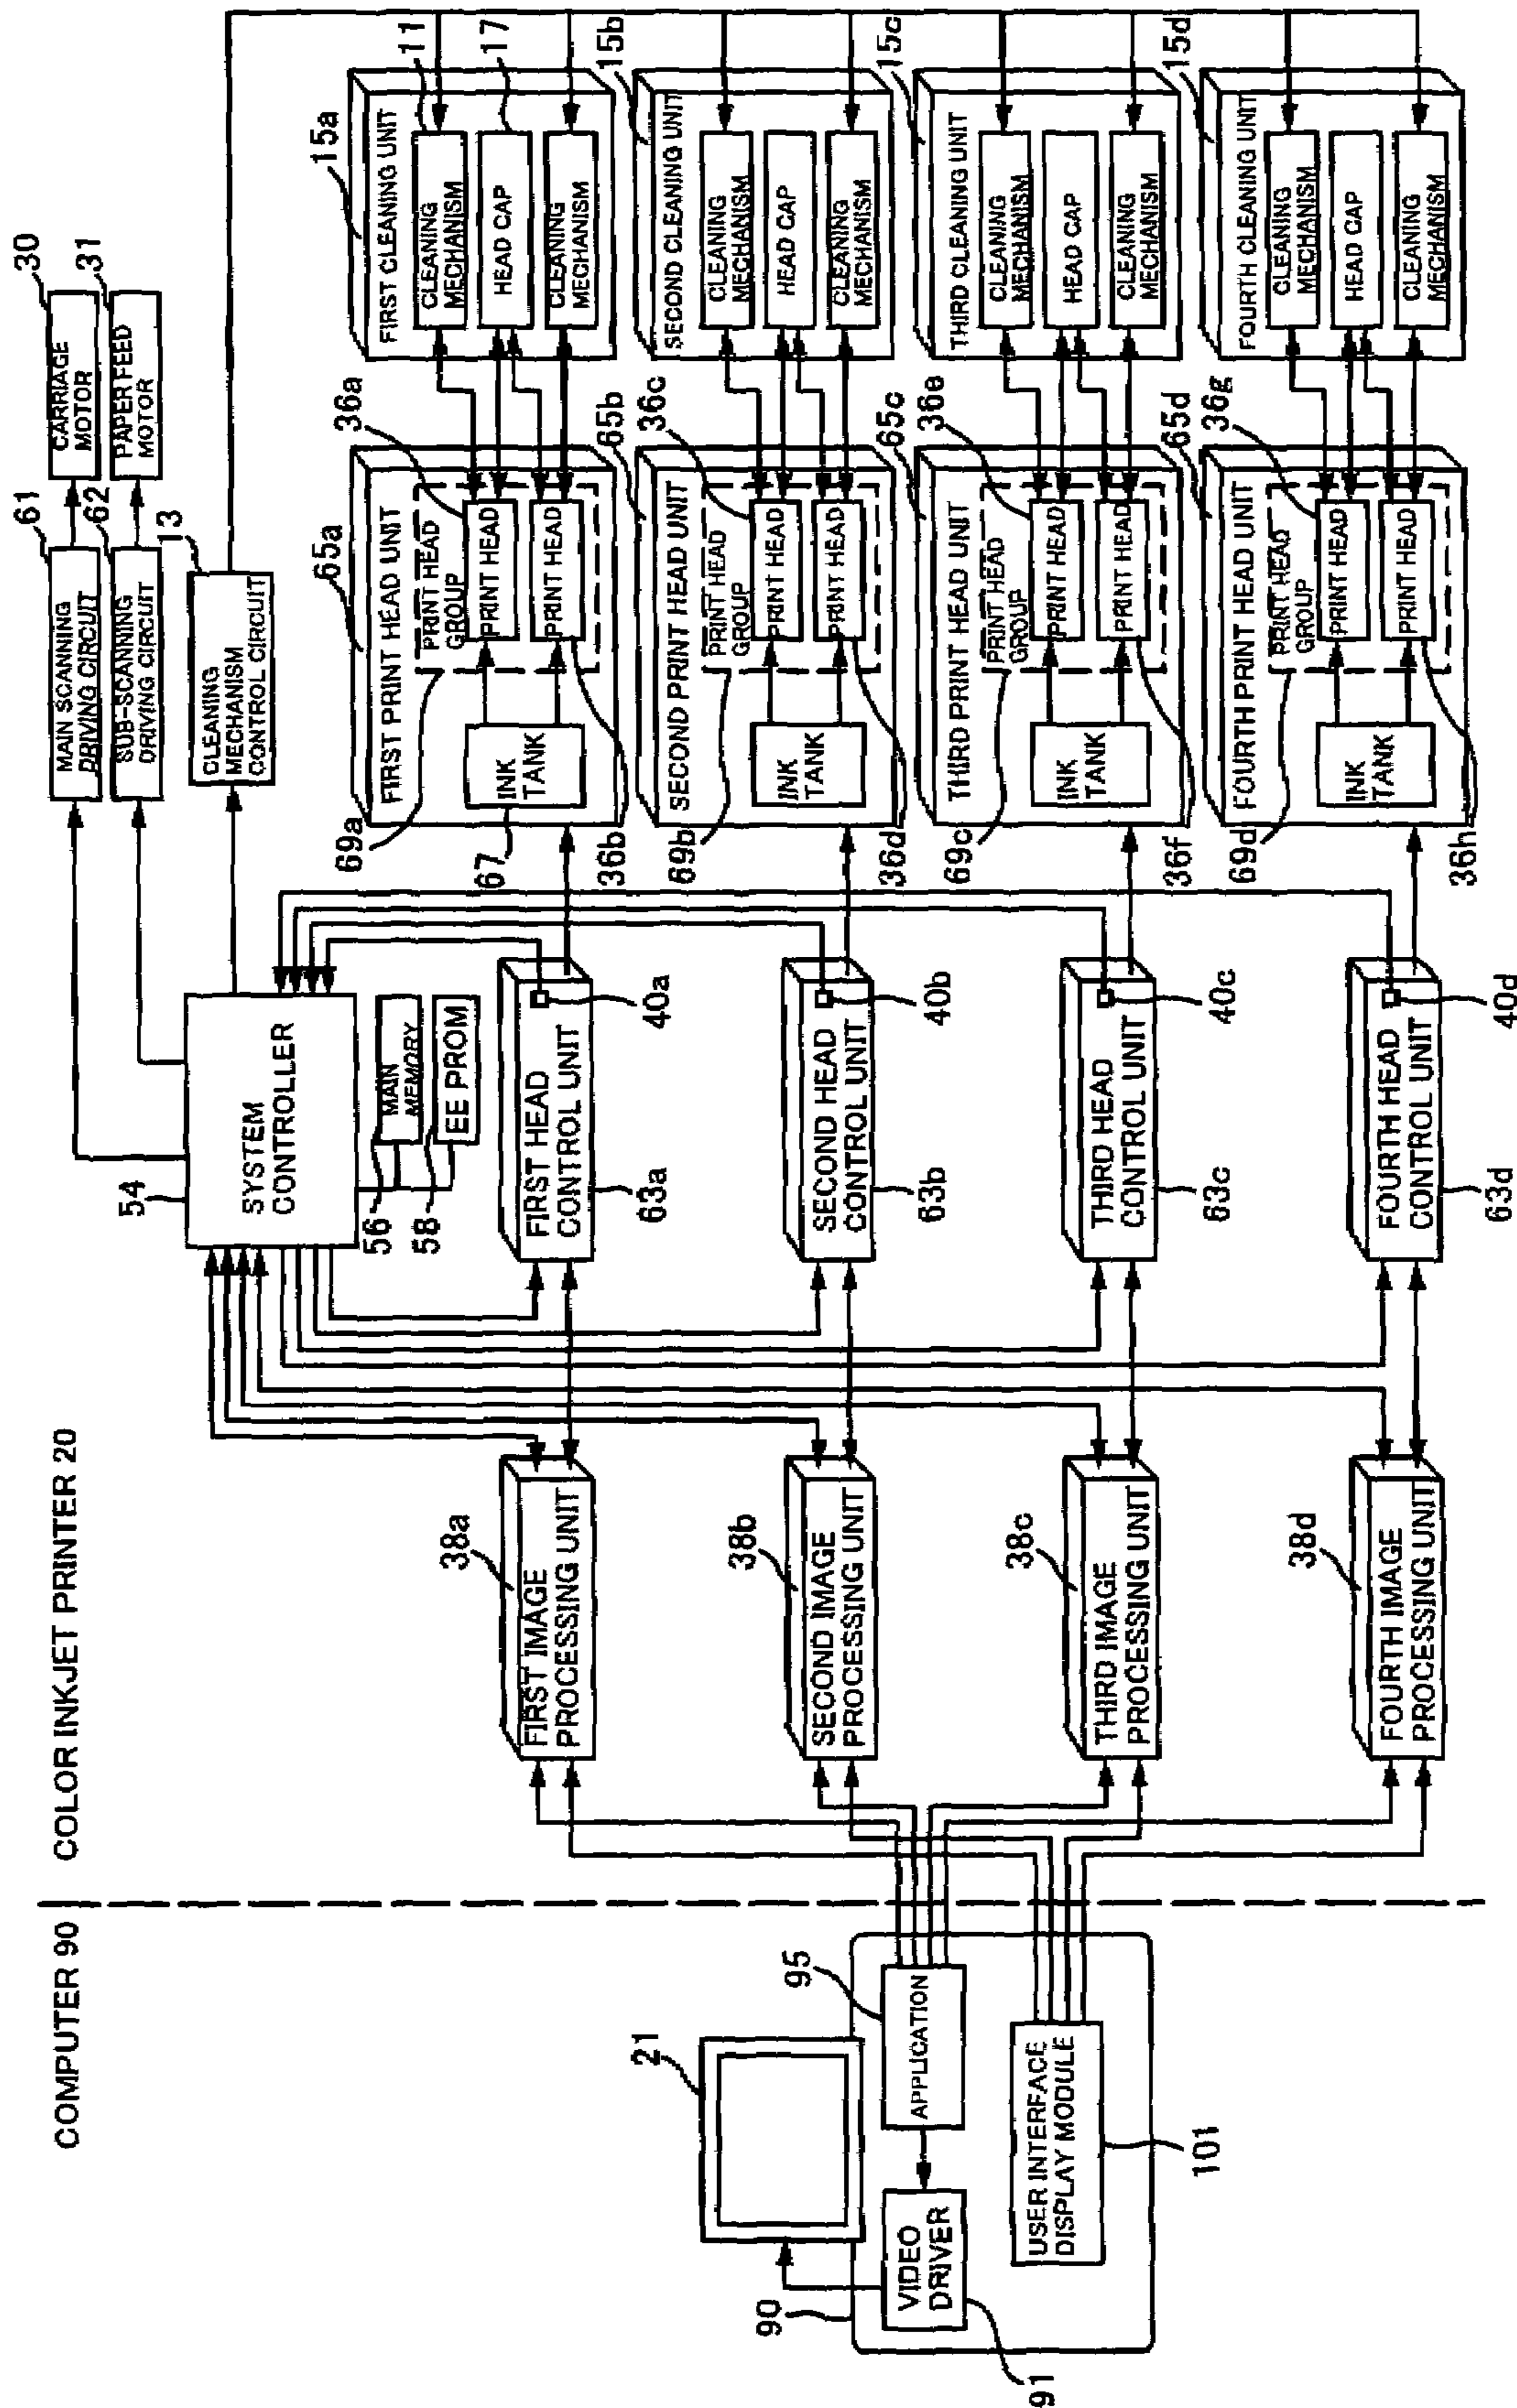 COMPUTER 90
COLOR INKJET PRINTER 20
21
90
VIDEO
DRIVER
91
APPLICATION
95
USER INTERFACE
DISPLAY MODULE
101
38a
FIRST IMAGE
PROCESSING UNIT
38b
SECOND IMAGE
PROCESSING UNIT
38c
THIRD IMAGE
PROCESSING UNIT
38d
FOURTH IMAGE
PROCESSING UNIT
54
SYSTEM
CONTROLLER
56
MAIN
MEMORY
58
EE PROM
FIRST HEAD
CONTROL UNIT
63a
40a
SECOND HEAD
CONTROL UNIT
63b
40b
THIRD HEAD
CONTROL UNIT
63c
40c
FOURTH HEAD
CONTROL UNIT
63d
40d
61
MAIN SCANNING
DRIVING CIRCUIT
62
SUB-SCANNING
DRIVING CIRCUIT
13
CLEANING
MECHANISM
CONTROL CIRCUIT
30
CARRIAGE
MOTOR
31
PAPER FEED
MOTOR
65a
FIRST PRINT HEAD UNIT
PRINT HEAD
GROUP
36a
PRINT HEAD
PRINT HEAD
INK
TANK
69a
67
36b
65b
SECOND PRINT HEAD UNIT
PRINT HEAD
GROUP
36c
PRINT HEAD
PRINT HEAD
INK
TANK
69b
36d
65c
THIRD PRINT HEAD UNIT
PRINT HEAD
GROUP
36e
PRINT HEAD
PRINT HEAD
INK
TANK
69c
36f
65d
FOURTH PRINT HEAD UNIT
PRINT HEAD
GROUP
36g
PRINT HEAD
PRINT HEAD
INK
TANK
69d
36h
15a
FIRST CLEANING UNIT
11
CLEANING
MECHANISM
17
HEAD CAP
CLEANING
MECHANISM
15b
SECOND CLEANING UNIT
CLEANING
MECHANISM
HEAD CAP
CLEANING
MECHANISM
15c
THIRD CLEANING UNIT
CLEANING
MECHANISM
HEAD CAP
CLEANING
MECHANISM
15d
FOURTH CLEANING UNIT
CLEANING
MECHANISM
HEAD CAP
CLEANING
MECHANISM